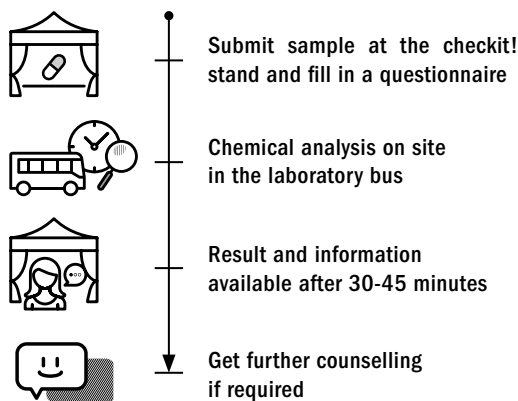 Submit sample at the checkit!
stand and fill in a questionnaire
Chemical analysis on site
in the laboratory bus
Result and information
available after 30-45 minutes
Get further counselling
if required